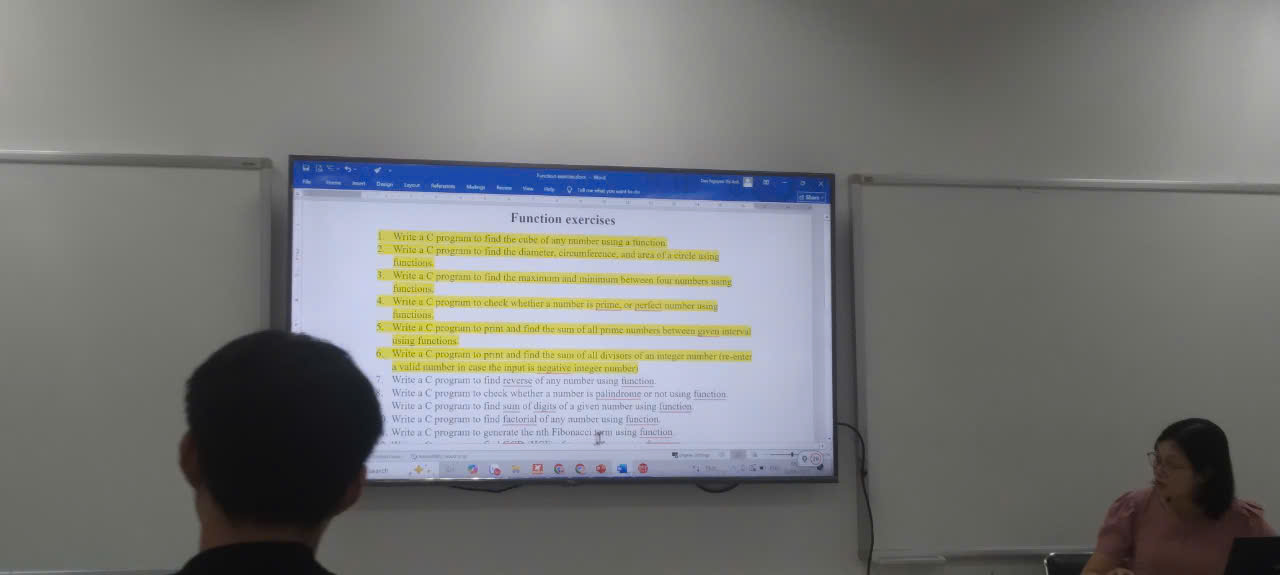 Function exercises.docx - Word
File Home Insert Design Layout References Mailings Review View Help Tell me what you want to do
Share
Function exercises
1. Write a C program to find the cube of any number using a function.
2. Write a C program to find the diameter, circumference, and area of a circle using
functions.
3. Write a C program to find the maximum and minimum between four numbers using
functions.
4. Write a C program to check whether a number is prime, or perfect number using
functions.
5. Write a C program to print and find the sum of all prime numbers between given interval
using functions.
6. Write a C program to print and find the sum of all divisors of an integer number (re-enter
a valid number in case the input is negative integer number)
7. Write a C program to find reverse of any number using function.
Write a C program to check whether a number is palindrome or not using function.
Write a C program to find sum of digits of a given number using function.
Write a C program to find factorial of any number using function.
Write a C program to generate the nth Fibonacci term using function.
search